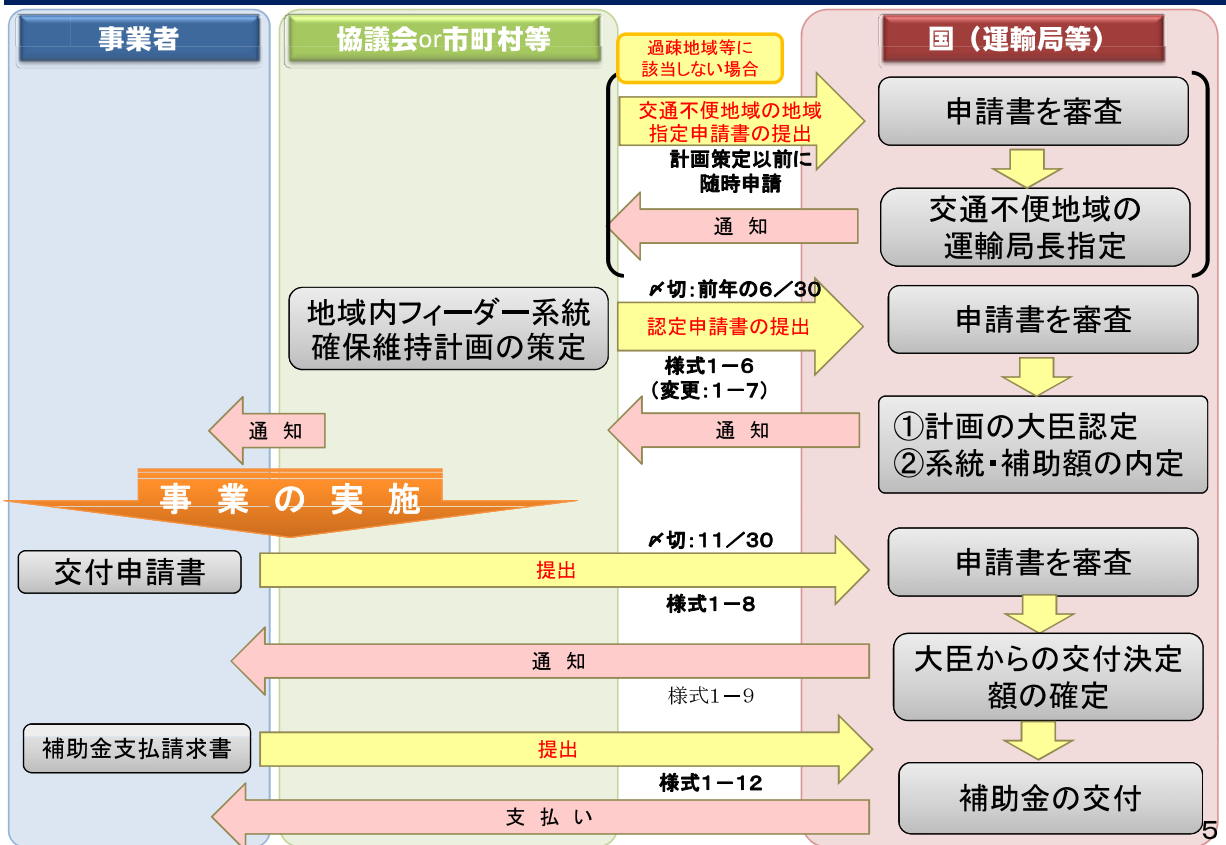 事業者
協議会or市町村等
国（運輸局等）
過疎地域等に
該当しない場合
交通不便地域の地域
指定申請書の提出
計画策定以前に
随時申請
申請書を審査
通 知
交通不便地域の
運輸局長指定
〆切：前年の6／30
地域内フィーダー系統
確保維持計画の策定
認定申請書の提出
様式1－6
（変更：1－7）
申請書を審査
通 知
通 知
①計画の大臣認定
②系統・補助額の内定
事 業 の 実 施
〆切：11／30
交付申請書
提出
様式1－8
申請書を審査
通 知
様式1－9
大臣からの交付決定
額の確定
補助金支払請求書
提出
様式1－12
支 払 い
補助金の交付
5